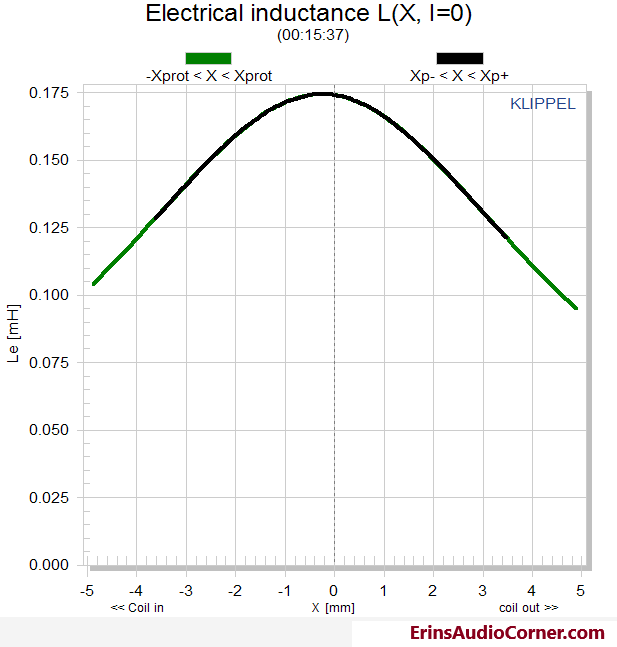 Electrical inductance L(X, I=0)
(00:15:37)
-Xprot < X < Xprot Xp- < X < Xp+
KLIPPEL
0.175
0.150
0.125
0.100
0.075
0.050
0.025
0.000
Le [mH]
-5 -4 -3 -2 -1 0 1 2 3 4 5
<< Coil in X [mm] coil out >>
ErinsAudioCorner.com